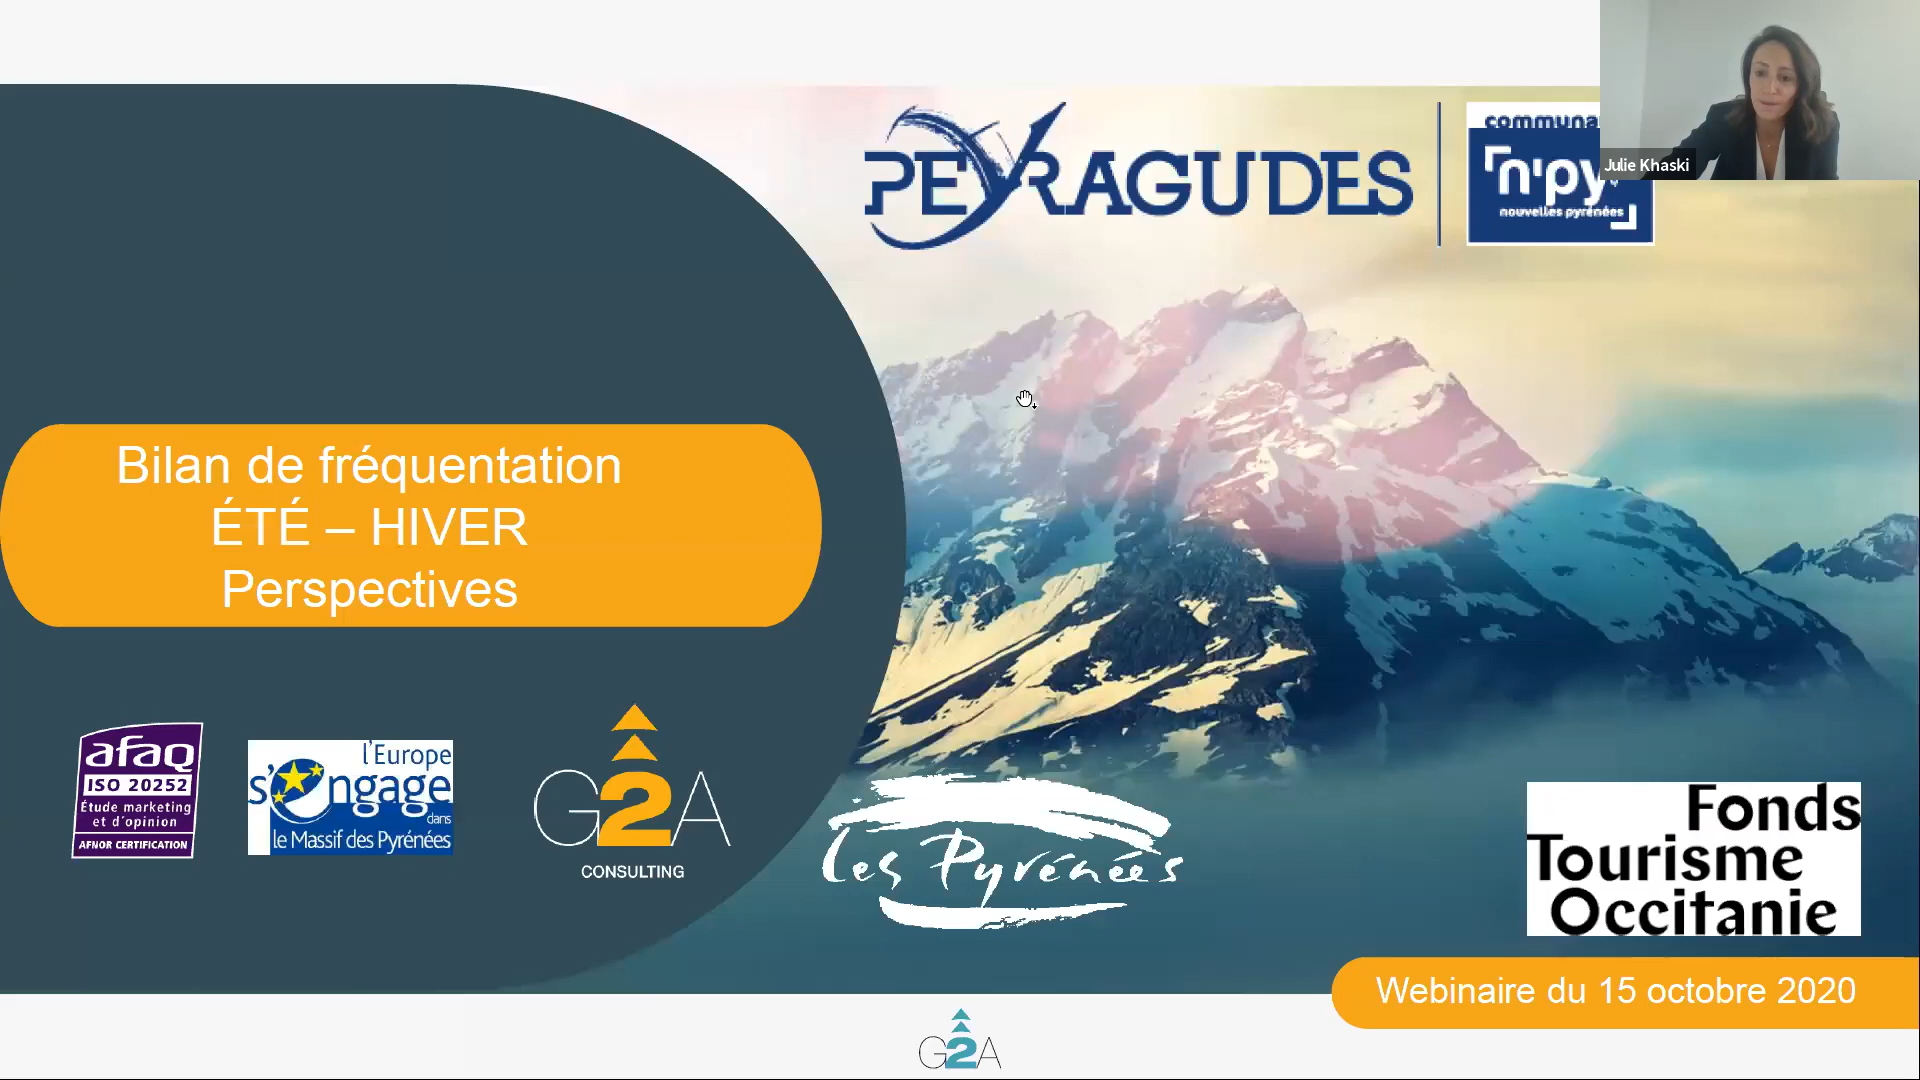 PEYRAGUDES
n'py
nouvelles pyrénées
Julie Khaski
Bilan de fréquentation
ÉTÉ – HIVER
Perspectives
afaq
ISO 20252
Étude marketing
et d'opinion
AFNOR CERTIFICATION
l'Europe
s'engage
dans
le Massif des Pyrénées
G2A
CONSULTING
Les Pyrénées
Fonds
Tourisme
Occitanie
Webinaire du 15 octobre 2020
G2A